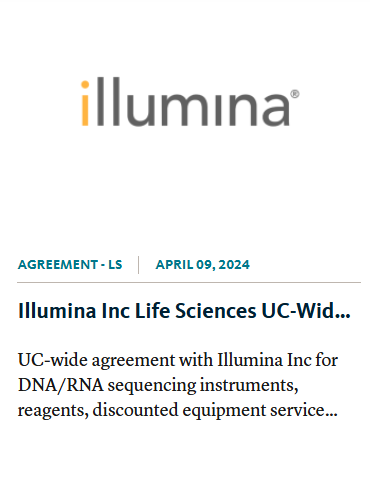 illumina®
AGREEMENT - LS | APRIL 09, 2024
Illumina Inc Life Sciences UC-Wid...
UC-wide agreement with Illumina Inc for
DNA/RNA sequencing instruments,
reagents, discounted equipment service...